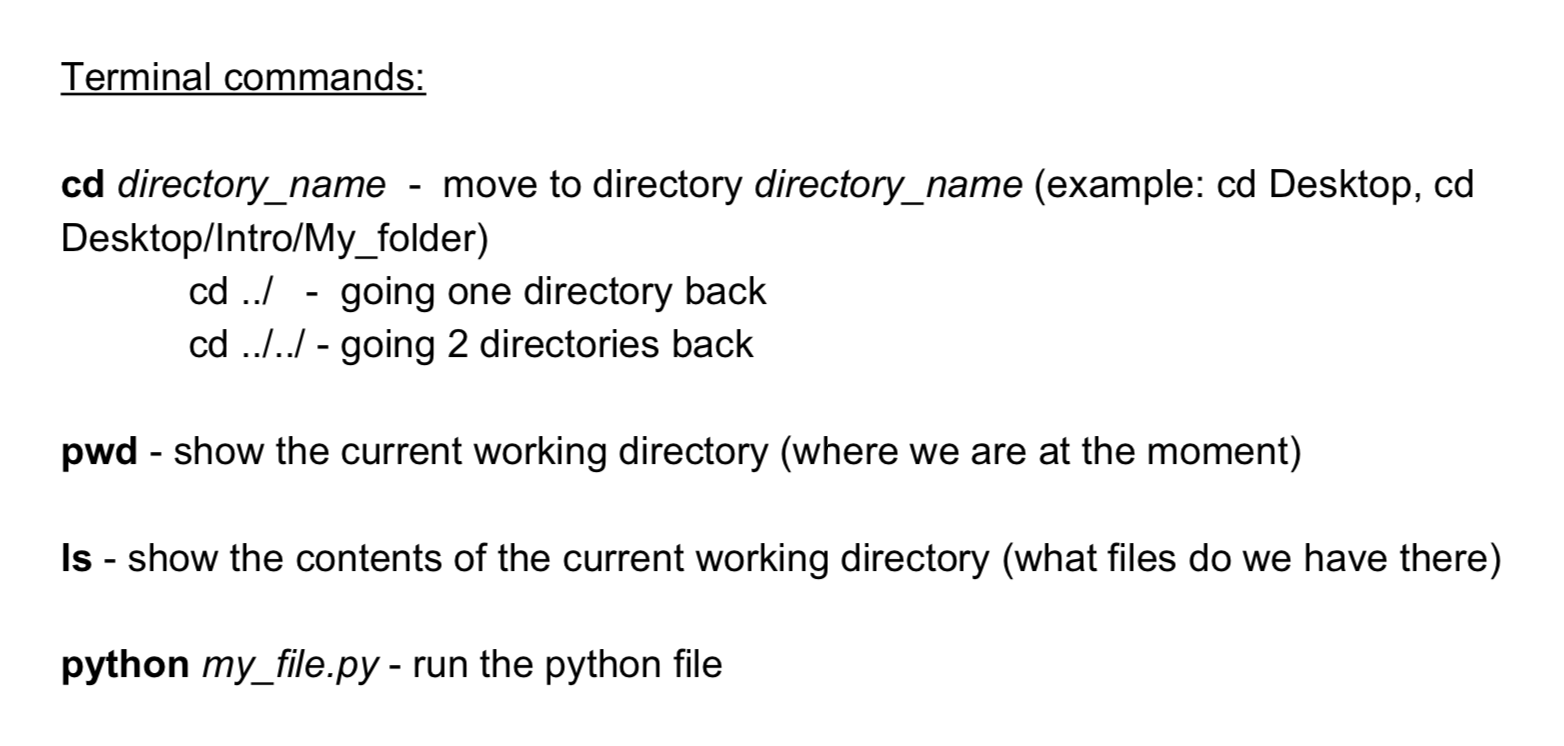 Terminal commands:
cd directory_name  -  move to directory directory_name (example: cd Desktop, cd
Desktop/Intro/My_folder)
cd ../   -  going one directory back
cd ../../ - going 2 directories back
pwd - show the current working directory (where we are at the moment)
ls - show the contents of the current working directory (what files do we have there)
python my_file.py - run the python file